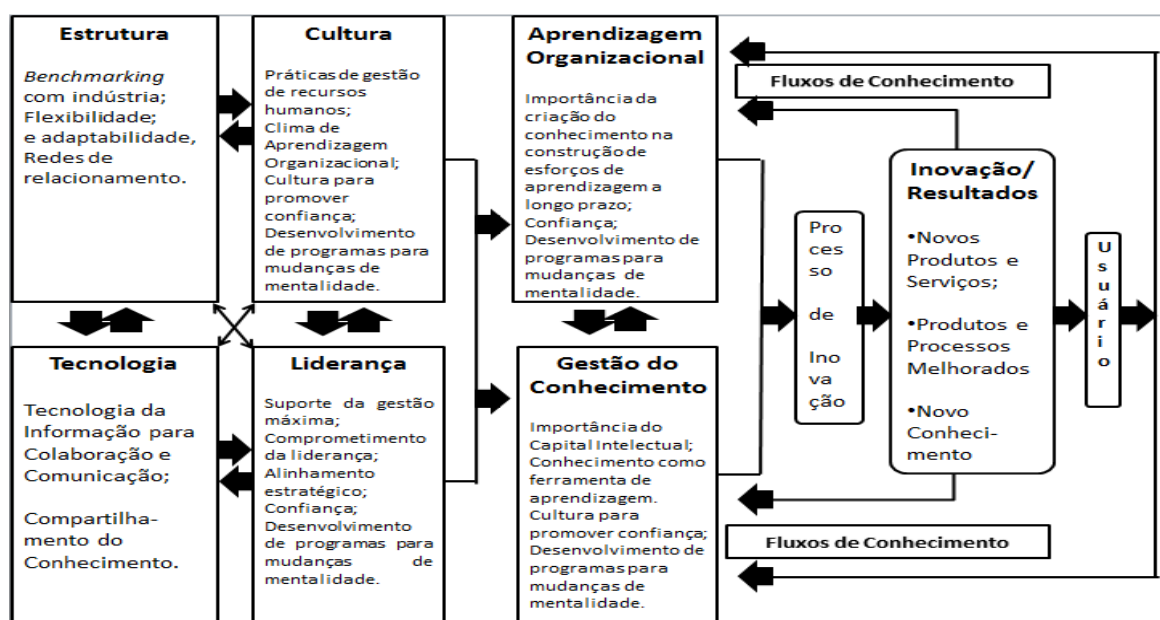 Estrutura
Benchmarking
com indústria;
Flexibilidade;
e adaptabilidade,
Redes de
relacionamento.
Cultura
Práticas de gestão
de recursos
humanos;
Clima de
Aprendizagem
Organizacional;
Cultura para
promover
confiança;
Desenvolvimento
de programas para
mudanças de
mentalidade.
Aprendizagem
Organizacional
Importância da
criação do
conhecimento na
construção de
esforços de
aprendizagem a
longo prazo;
Confiança;
Desenvolvimento de
programas para
mudanças de
mentalidade.
Fluxos de Conhecimento
Tecnologia
Tecnologia da
Informação para
Colaboração e
Comunicação;
Compartilha-
mento do
Conhecimento.
Liderança
Suporte da gestão
máxima;
Comprometimento
da liderança;
Alinhamento
estratégico;
Confiança;
Desenvolvimento
de programas para
mudanças de
mentalidade.
Gestão do
Conhecimento
Importância do
Capital Intelectual;
Conhecimento como
ferramenta de
aprendizagem.
Cultura para
promover confiança;
Desenvolvimento de
programas para
mudanças de
mentalidade.
Pro
ces
so
de
Ino
va
ção
Inovação/
Resultados
•Novos
Produtos e
Serviços;
•Produtos e
Processos
Melhorados
•Novo
Conheci-
mento
U
s
u
á
r
i
o
Fluxos de Conhecimento